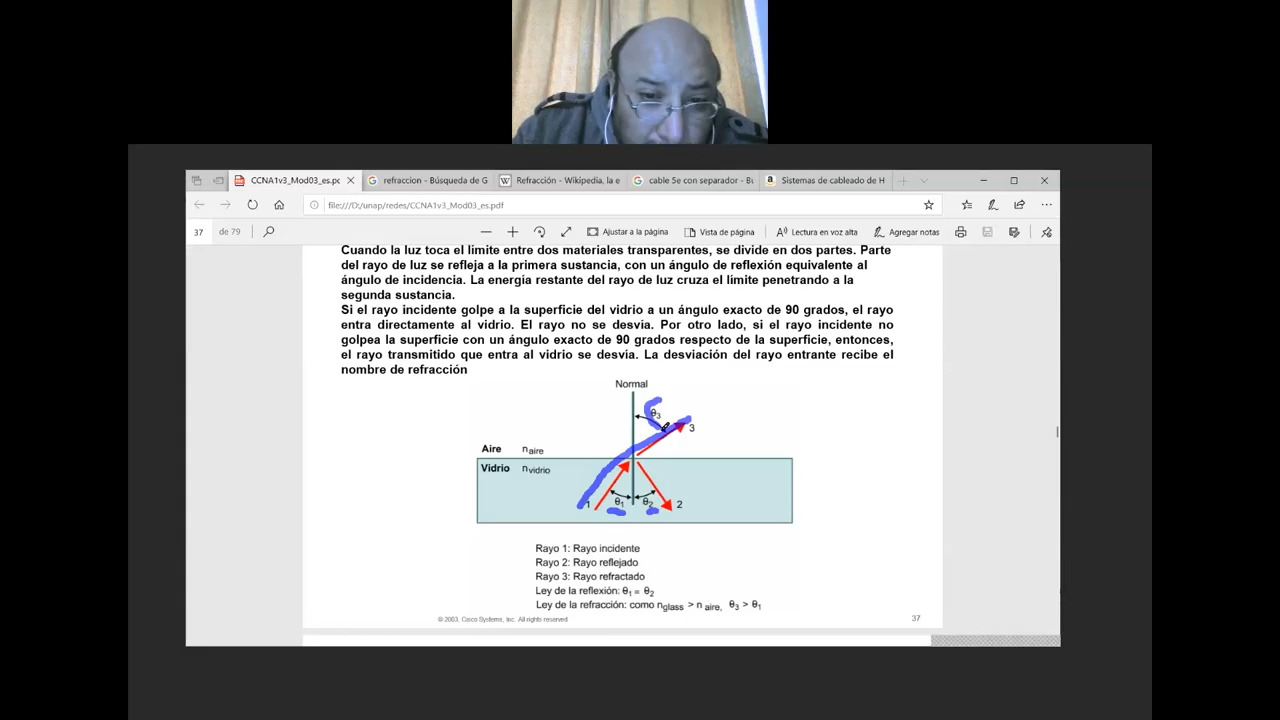 CCNA1v3_Mod03_es.pc
refraccion - Búsqueda de G
Refracción - Wikipedia, la e
cable 5e con separador - Bu
Sistemas de cableado de H
file:///D:/unap/redes/CCNA1v3_Mod03_es.pdf
37 de 79
Ajustar a la página
Vista de página
Lectura en voz alta
Agregar notas
Cuando la luz toca el límite entre dos materiales transparentes, se divide en dos partes. Parte
del rayo de luz se refleja a la primera sustancia, con un ángulo de reflexión equivalente al
ángulo de incidencia. La energía restante del rayo de luz cruza el límite penetrando a la
segunda sustancia.
Si el rayo incidente golpe a la superficie del vidrio a un ángulo exacto de 90 grados, el rayo
entra directamente al vidrio. El rayo no se desvía. Por otro lado, si el rayo incidente no
golpea la superficie con un ángulo exacto de 90 grados respecto de la superficie, entonces,
el rayo transmitido que entra al vidrio se desvía. La desviación del rayo entrante recibe el
nombre de refracción
Normal
θ3
3
Aire n aire
Vidrio n vidrio
1 θ1 θ2 2
Rayo 1: Rayo incidente
Rayo 2: Rayo reflejado
Rayo 3: Rayo refractado
Ley de la reflexión: θ1 = θ2
Ley de la refracción: como nglass > n aire, θ3 > θ1
© 2003, Cisco Systems, Inc. All rights reserved
37